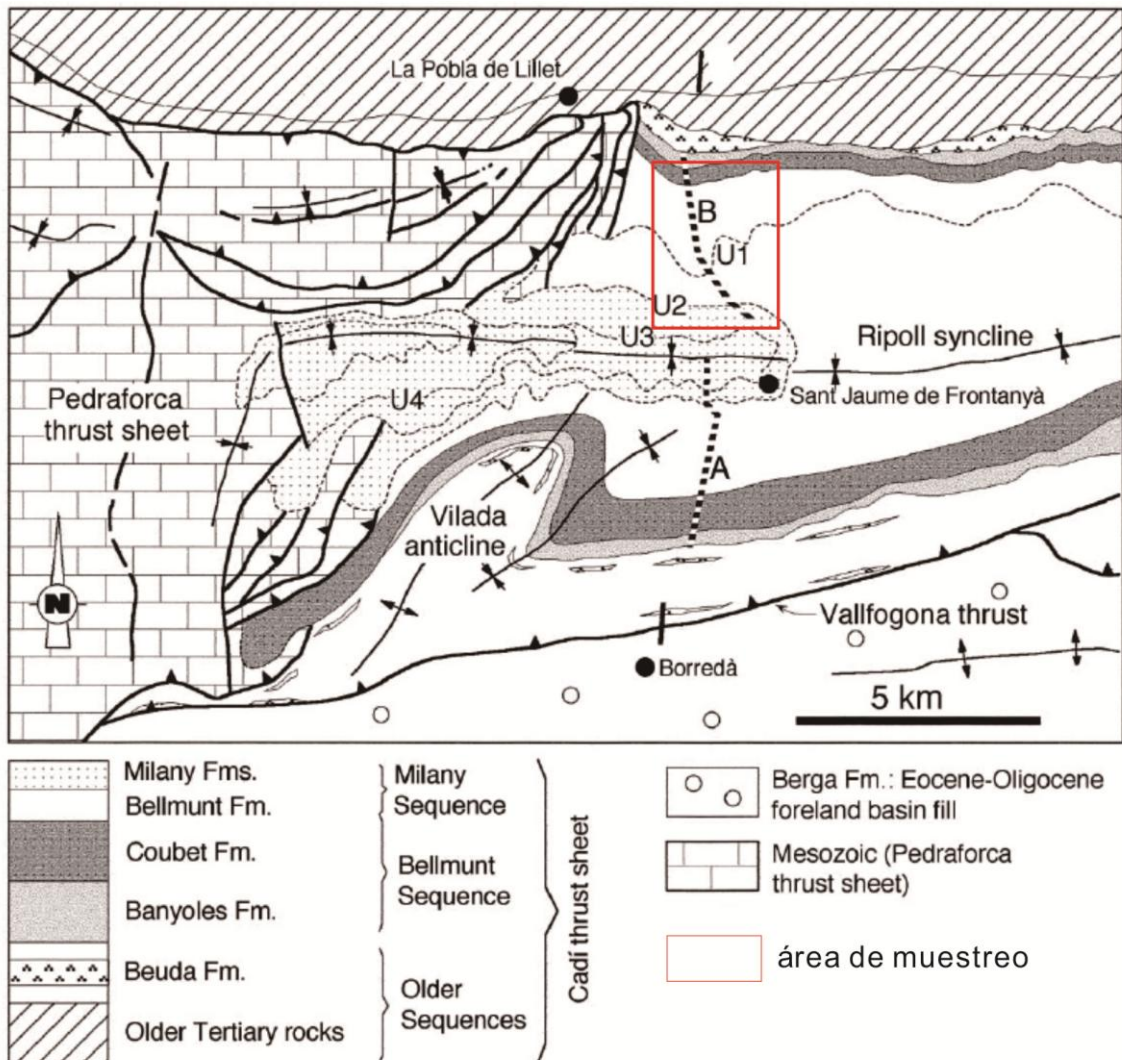 La Pobla de Lillet
B
U1
U2
U3
Ripoll syncline
Pedraforca
thrust sheet
U4
Sant Jaume de Frontanyà
A
Vilada
anticline
N
Vallfogona thrust
Borredà
5 km
Milany Fms.
Bellmunt Fm.
Coubet Fm.
Banyoles Fm.
Beuda Fm.
Older Tertiary rocks
Milany
Sequence
Bellmunt
Sequence
Older
Sequences
Cadí thrust sheet
Berga Fm.: Eocene-Oligocene
foreland basin fill
Mesozoic (Pedraforca
thrust sheet)
área de muestreo